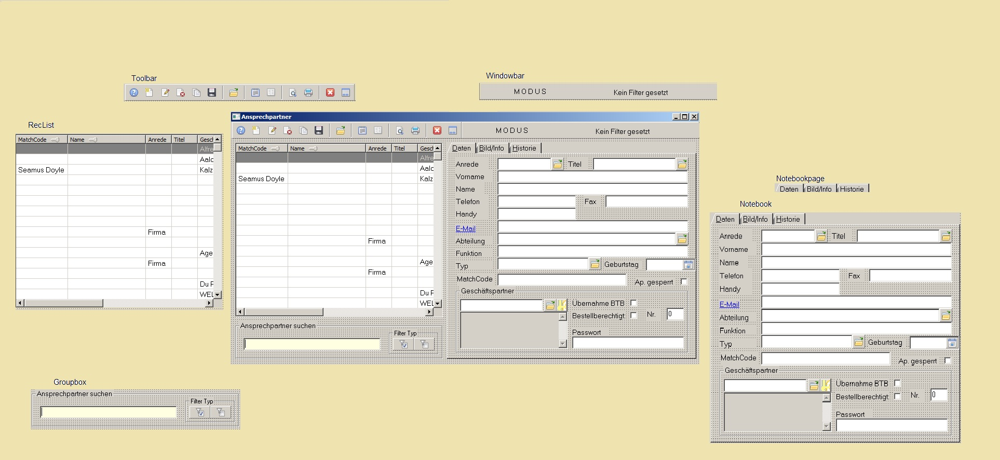 Toolbar
Windowbar
MODUS Kein Filter gesetzt
RecList
MatchCode Name Anrede Titel Gesch
Alfre
Aalc
Seamus Doyle Kalz
Firma
Age
Firma
Du F
WEL
Ansprechpartner
MODUS Kein Filter gesetzt
MatchCode Name Anrede Titel Gesch
Alfre
Aalc
Seamus Doyle Kalz
Firma
Age
Firma
Du F
WEL
Ansprechpartner suchen
Filter Typ
Daten Bild/Info Historie
Anrede Titel
Vorname
Name
Telefon Fax
Handy
E-Mail
Abteilung
Funktion
Typ Geburtstag
MatchCode Ap. gesperrt
Geschäftspartner
Übernahme BTB
Bestellberechtigt: Nr. 0
Passwort
Notebookpage
Daten Bild/Info Historie
Notebook
Daten Bild/Info Historie
Anrede Titel
Vorname
Name
Telefon Fax
Handy
E-Mail
Abteilung
Funktion
Typ Geburtstag
MatchCode Ap. gesperrt
Geschäftspartner
Übernahme BTB
Bestellberechtigt: Nr. 0
Passwort
Groupbox
Ansprechpartner suchen
Filter Typ